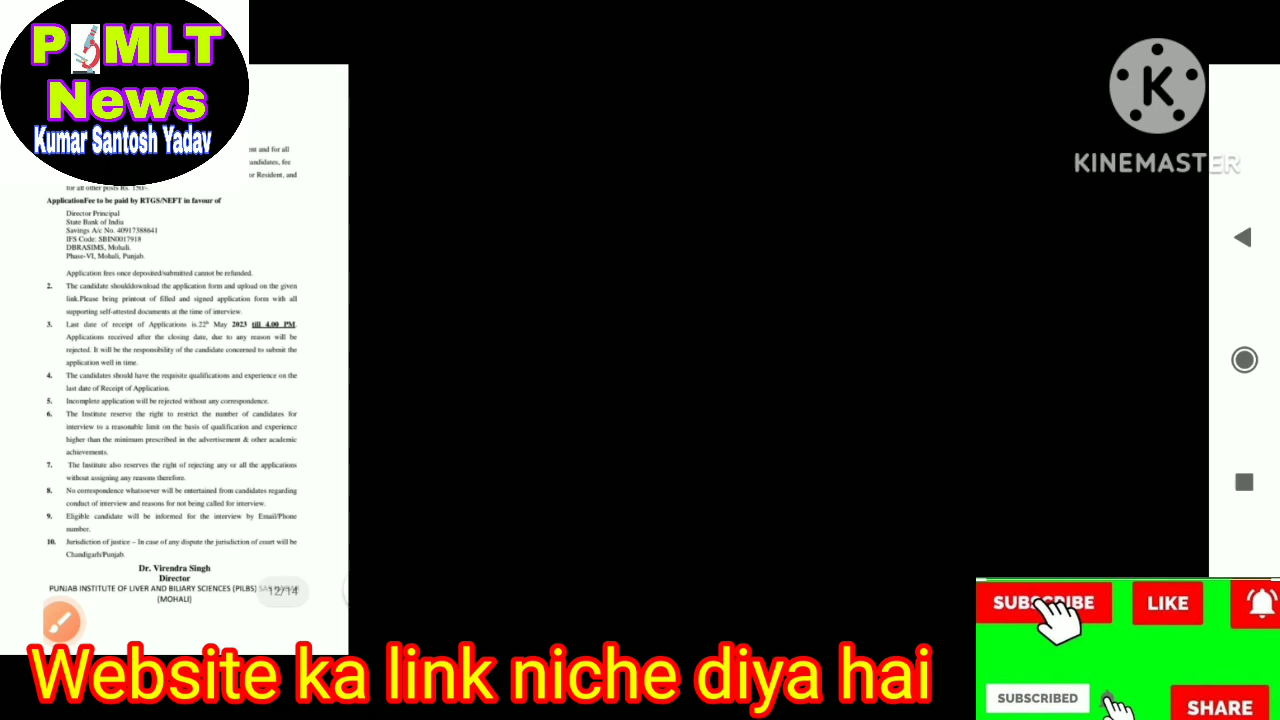 P MLT
News
Kumar Santosh Yadav
K
KINEMASTER
ent and for all
andidates, fee
or Resident, and
for all other posts Rs. 150/-.
ApplicationFee to be paid by RTGS/NEFT in favour of
Director Principal
State Bank of India
Savings A/c No. 40917388641
IFS Code: SBIN0017918
DBRASIMS, Mohali.
Phase-VI, Mohali, Punjab.
Application fees once deposited/submitted cannot be refunded.
2. The candidate shoulddownload the application form and upload on the given
link.Please bring printout of filled and signed application form with all
supporting self-attested documents at the time of interview.
3. Last date of receipt of Applications is.22ⁿ May 2023 till 4.00 PM.
Applications received after the closing date, due to any reason will be
rejected. It will be the responsibility of the candidate concerned to submit the
application well in time.
4. The candidates should have the requisite qualifications and experience on the
last date of Receipt of Application.
5. Incomplete application will be rejected without any correspondence.
6. The Institute reserve the right to restrict the number of candidates for
interview to a reasonable limit on the basis of qualification and experience
higher than the minimum prescribed in the advertisement & other academic
achievements.
7. The Institute also reserves the right of rejecting any or all the applications
without assigning any reasons therefore.
8. No correspondence whatsoever will be entertained from candidates regarding
conduct of interview and reasons for not being called for interview.
9. Eligible candidate will be informed for the interview by Email/Phone
number.
10. Jurisdiction of justice – In case of any dispute the jurisdiction of court will be
Chandigarh/Punjab.
Dr. Virendra Singh
Director
PUNJAB INSTITUTE OF LIVER AND BILIARY SCIENCES (PILBS)
(MOHALI)
12/14
SUBSCRIBE
LIKE
SUBSCRIBED
SHARE
Website ka link niche diya hai